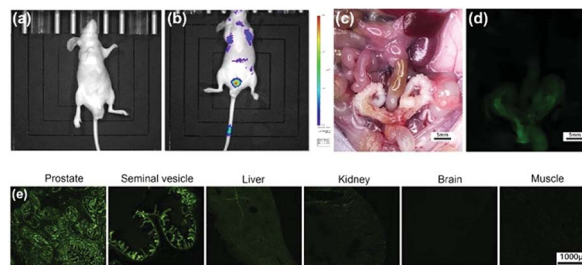 (a)
(b)
(c)
(d)
5mm
5mm
Prostate Seminal vesicle Liver Kidney Brain Muscle
(e)
1000μ